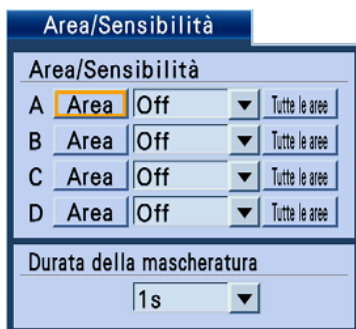 Area/Sensibilità
Area/Sensibilità
A Area Off Tutte le aree
B Area Off Tutte le aree
C Area Off Tutte le aree
D Area Off Tutte le aree
Durata della mascheratura
1s